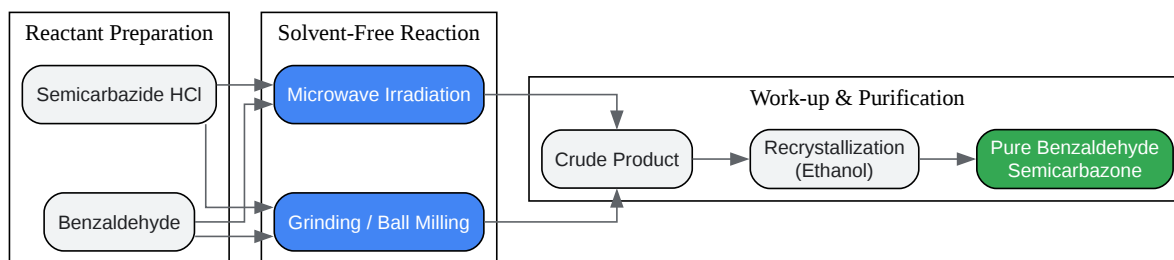 Reactant Preparation
Semicarbazide HCl
Benzaldehyde
Solvent-Free Reaction
Microwave Irradiation
Grinding / Ball Milling
Work-up & Purification
Crude Product
Recrystallization
(Ethanol)
Pure Benzaldehyde
Semicarbazone